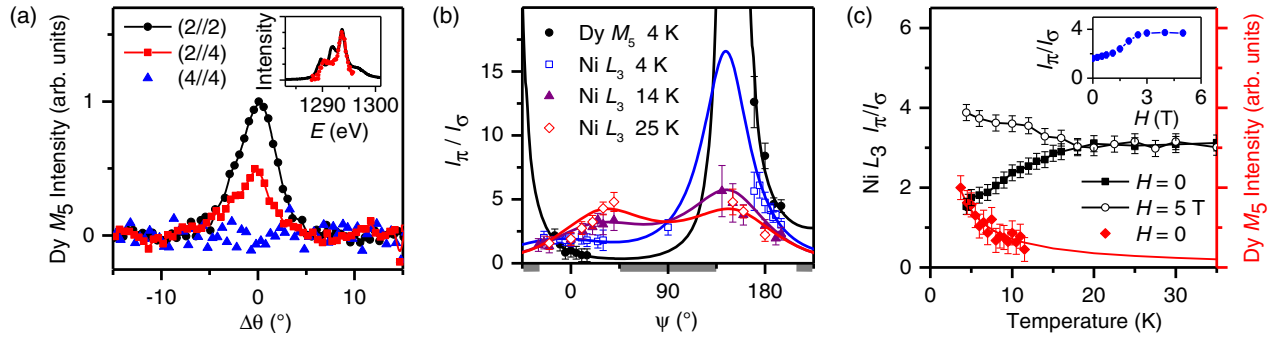 (a)
Dy M₅ Intensity (arb. units)
1
0
(2//2)
(2//4)
(4//4)
Intensity
1290 1300
E (eV)
-10 0 10
Δθ (°)
(b)
Iπ / Iσ
15
10
5
0
Dy M₅ 4 K
Ni L₃ 4 K
Ni L₃ 14 K
Ni L₃ 25 K
0 90 180
ψ (°)
(c)
Ni L₃ Iπ/Iσ
6
4
2
0
Iπ/Iσ
4
2
0
0 5
H (T)
H = 0
H = 5 T
H = 0
0 10 20 30
Temperature (K)
Dy M₅ Intensity (arb. units)